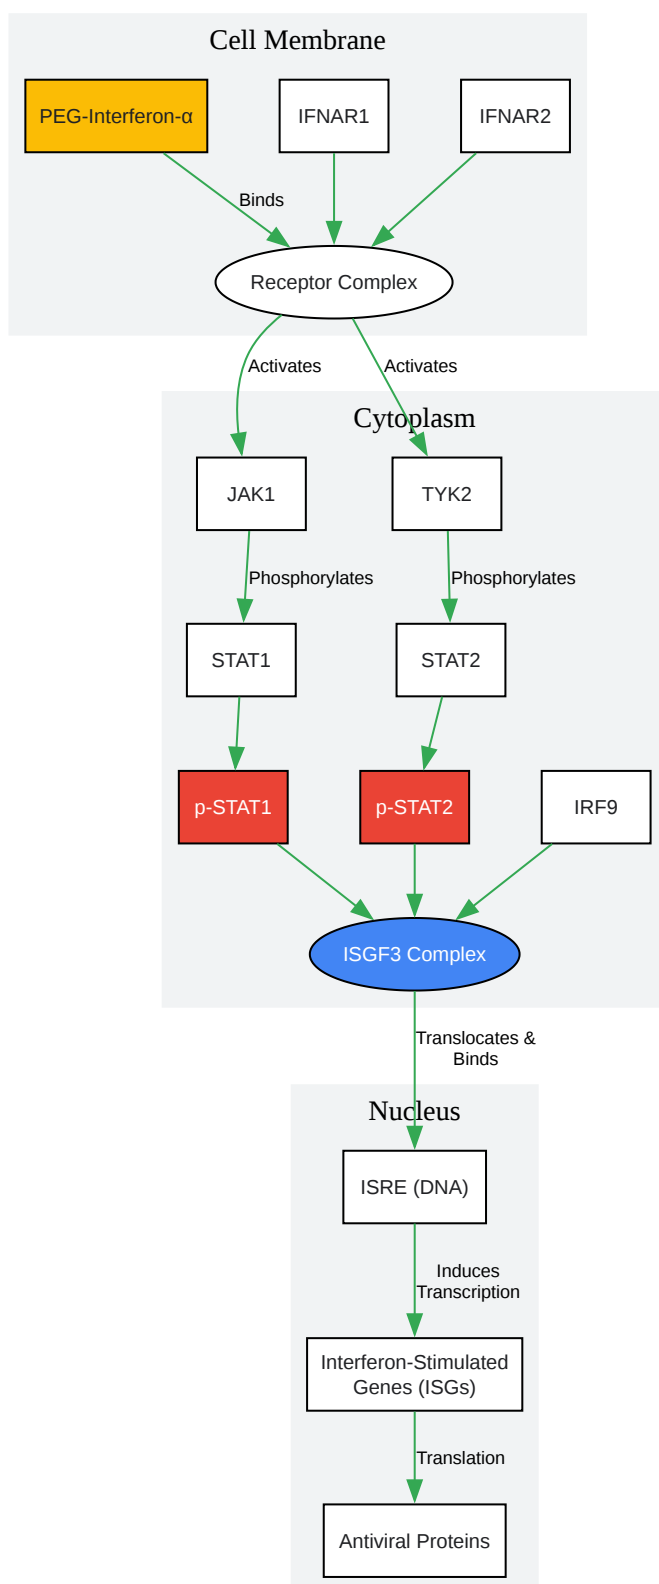 Cell Membrane
PEG-Interferon-α
IFNAR1
IFNAR2
Binds
Receptor Complex
Activates
Activates
Cytoplasm
JAK1
TYK2
Phosphorylates
Phosphorylates
STAT1
STAT2
p-STAT1
p-STAT2
IRF9
ISGF3 Complex
Translocates &
Binds
Nucleus
ISRE (DNA)
Induces
Transcription
Interferon-Stimulated
Genes (ISGs)
Translation
Antiviral Proteins